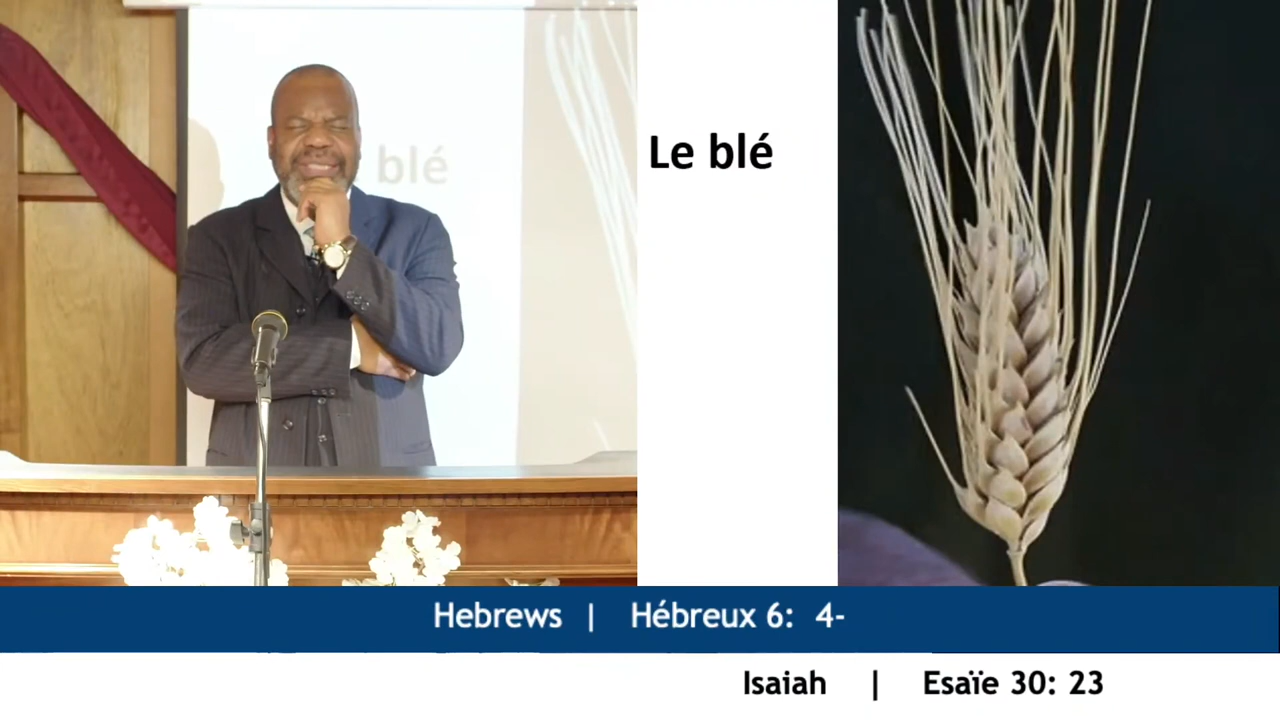 blé
Le blé
Hebrews | Hébreux 6: 4-
Isaiah | Esaïe 30: 23